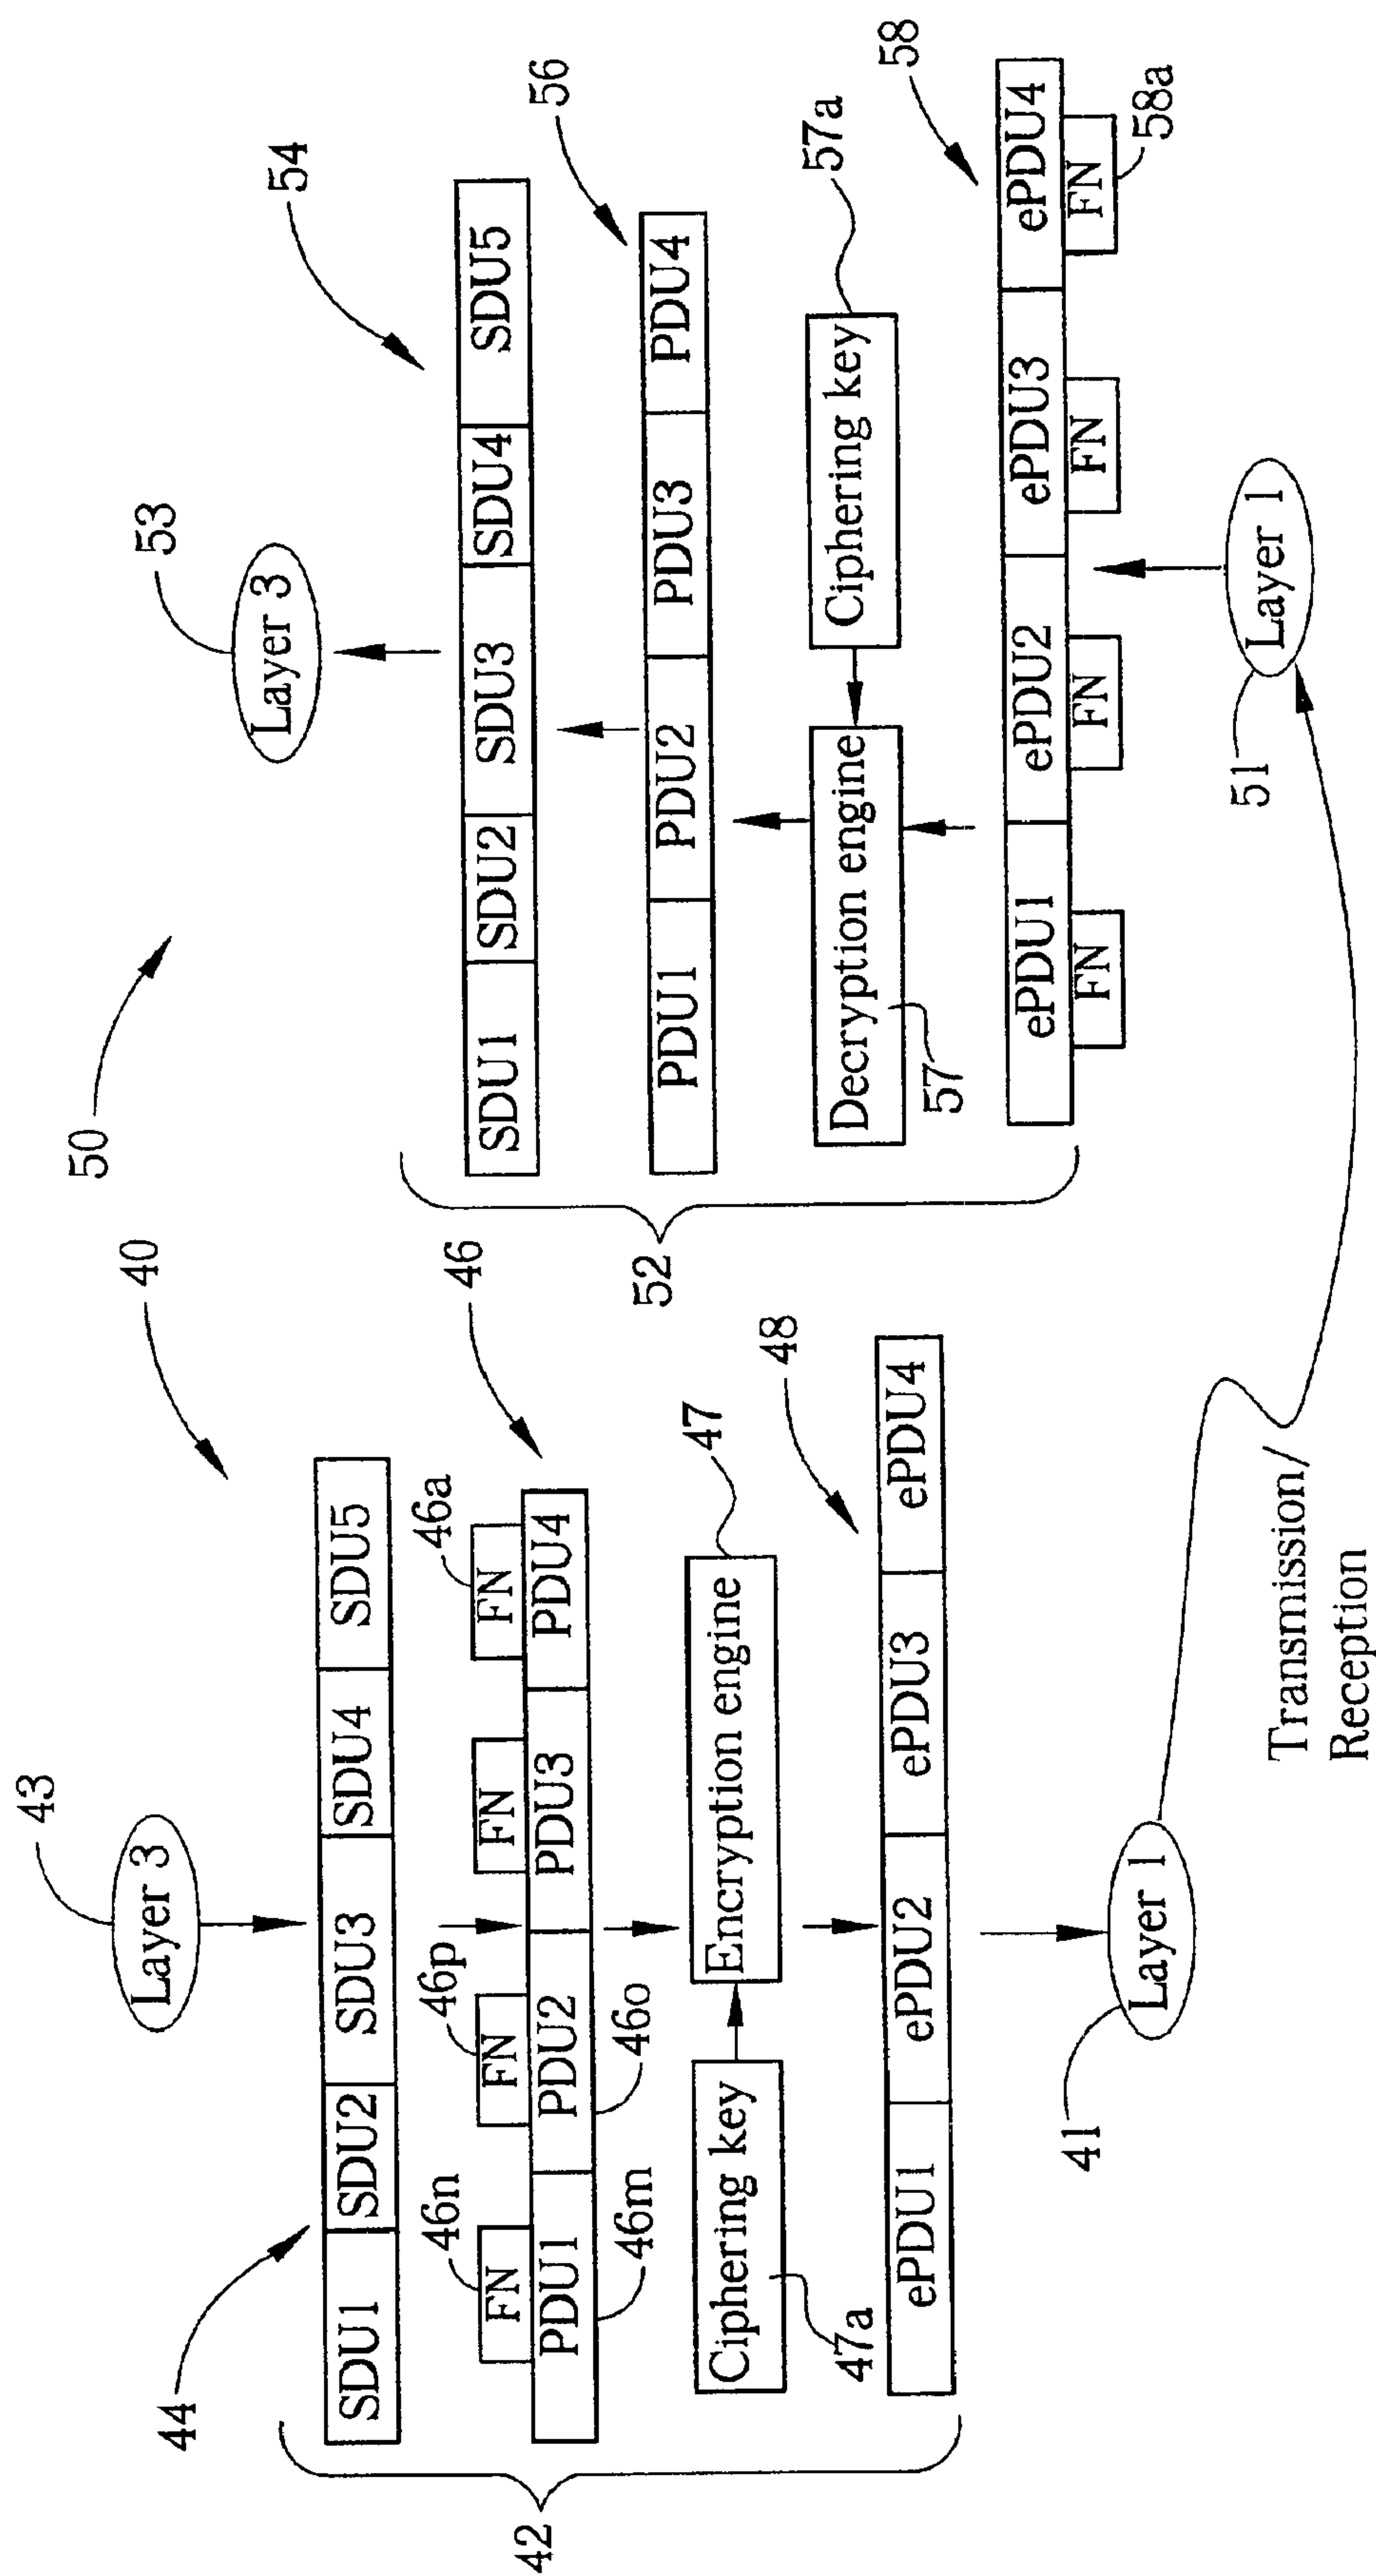 40
43
Layer 3
44
SDU1 SDU2 SDU3 SDU4 SDU5
46
46n 46p 46a
FN FN FN FN
PDU1 PDU2 PDU3 PDU4
46m 46o
42
47
Ciphering key Encryption engine
47a
48
ePDU1 ePDU2 ePDU3 ePDU4
41
Layer 1
Transmission/
Reception
50
53
Layer 3
54
SDU1 SDU2 SDU3 SDU4 SDU5
56
PDU1 PDU2 PDU3 PDU4
52
57a
Decryption engine Ciphering key
57
58
ePDU1 ePDU2 ePDU3 ePDU4
FN FN FN FN
58a
51
Layer 1